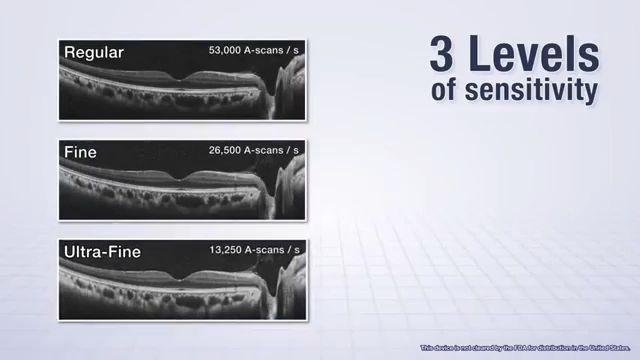 Regular 53,000 A-scans / s
3 Levels
of sensitivity
Fine 26,500 A-scans / s
Ultra-Fine 13,250 A-scans / s
This device is not cleared by the FDA for distribution in the United States.